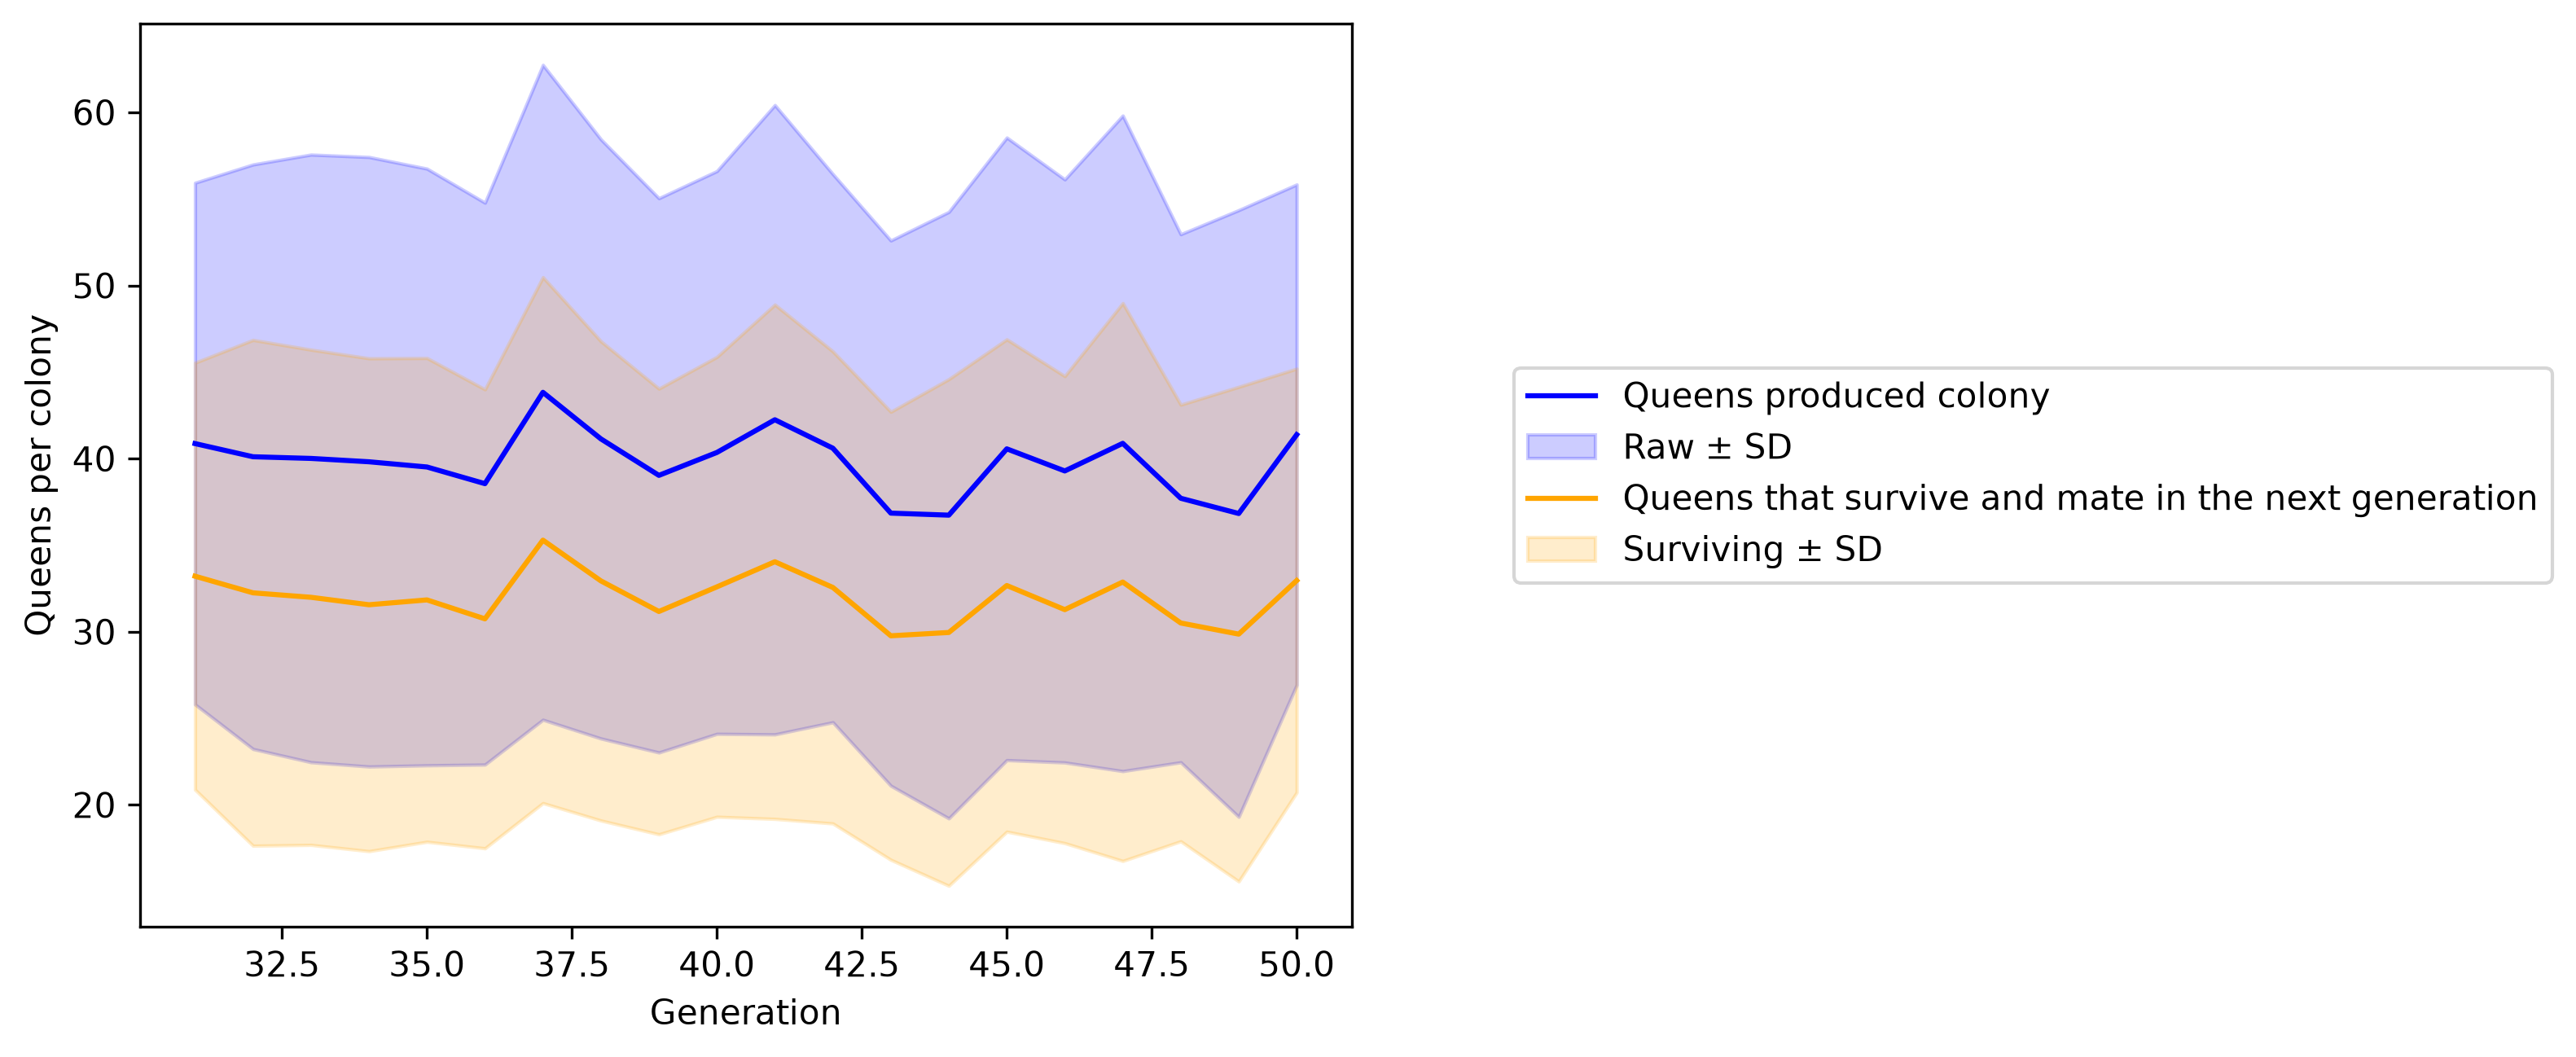 60
50
40
30
20
Queens per colony
32.5 35.0 37.5 40.0 42.5 45.0 47.5 50.0
Generation
Queens produced colony
Raw ± SD
Queens that survive and mate in the next generation
Surviving ± SD